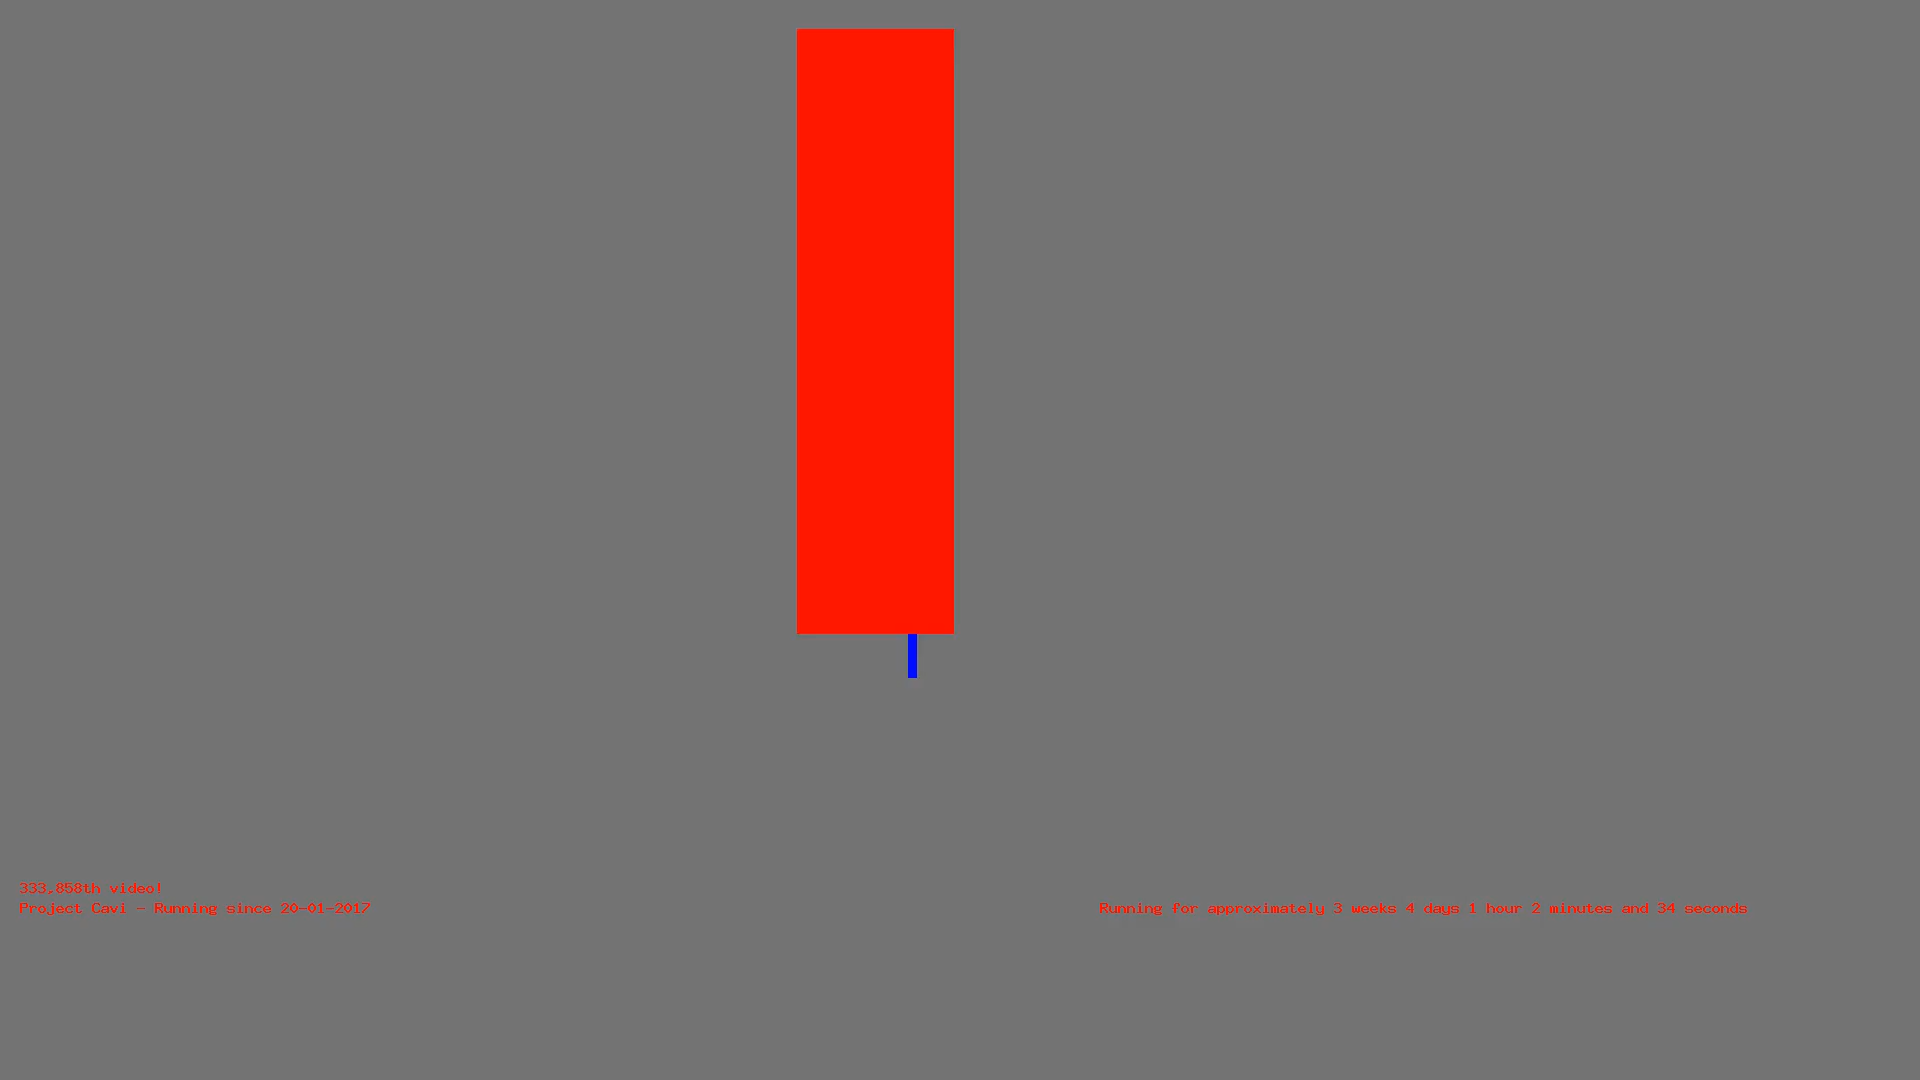 333,858th video!
Project Cavi - Running since 20-01-2017
Running for approximately 3 weeks 4 days 1 hour 2 minutes and 34 seconds